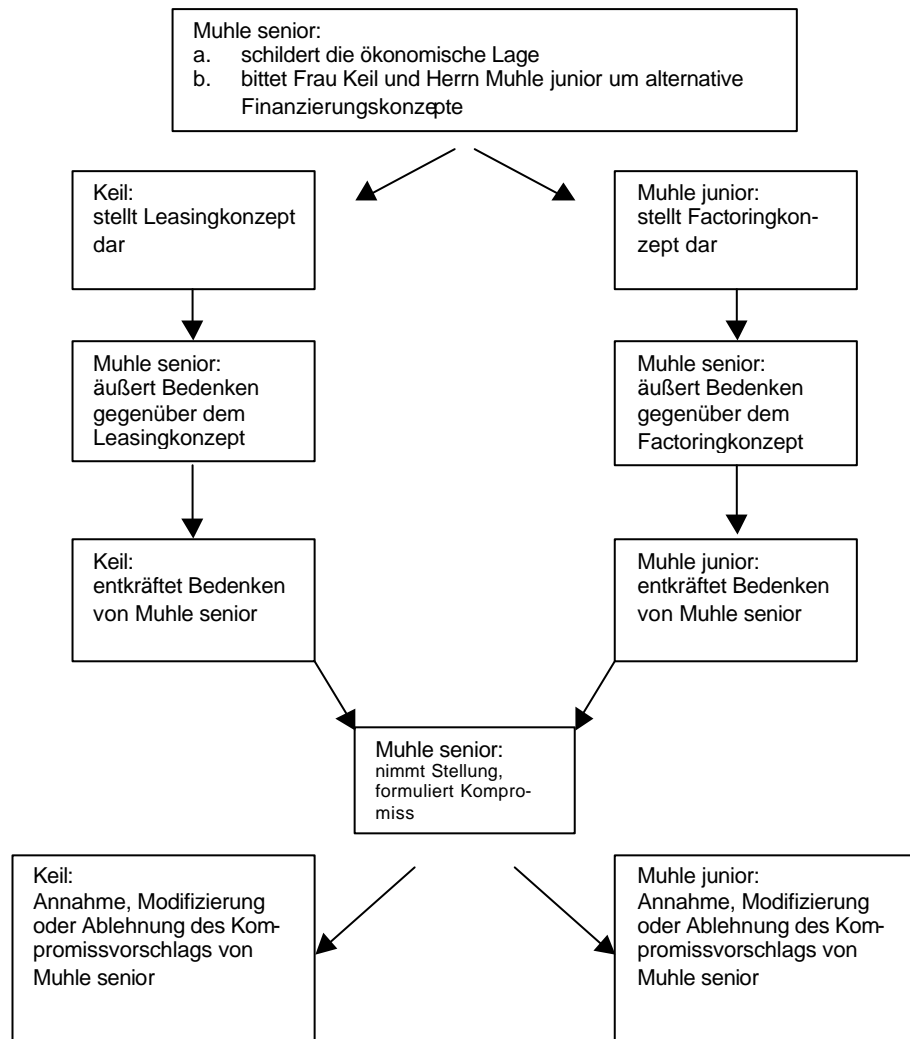 Muhle senior:
a. schildert die ökonomische Lage
b. bittet Frau Keil und Herrn Muhle junior um alternative
Finanzierungskonzepte
Keil:
stellt Leasingkonzept
dar
Muhle junior:
stellt Factoringkon-
zept dar
Muhle senior:
äußert Bedenken
gegenüber dem
Leasingkonzept
Muhle senior:
äußert Bedenken
gegenüber dem
Factoringkonzept
Keil:
entkräftet Bedenken
von Muhle senior
Muhle junior:
entkräftet Bedenken
von Muhle senior
Muhle senior:
nimmt Stellung,
formuliert Kompro-
miss
Keil:
Annahme, Modifizierung
oder Ablehnung des Kom-
promissvorschlags von
Muhle senior
Muhle junior:
Annahme, Modifizierung
oder Ablehnung des Kom-
promissvorschlags von
Muhle senior